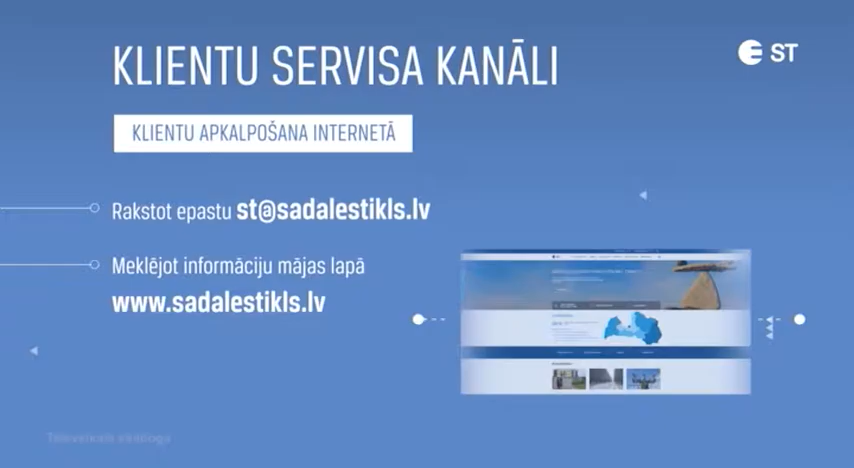 KLIENTU SERVISA KANĀLI
ST
KLIENTU APKALPOŠANA INTERNETĀ
Rakstot epastu st@sadalestikls.lv
Meklējot informāciju mājas lapā
www.sadalestikls.lv
ST